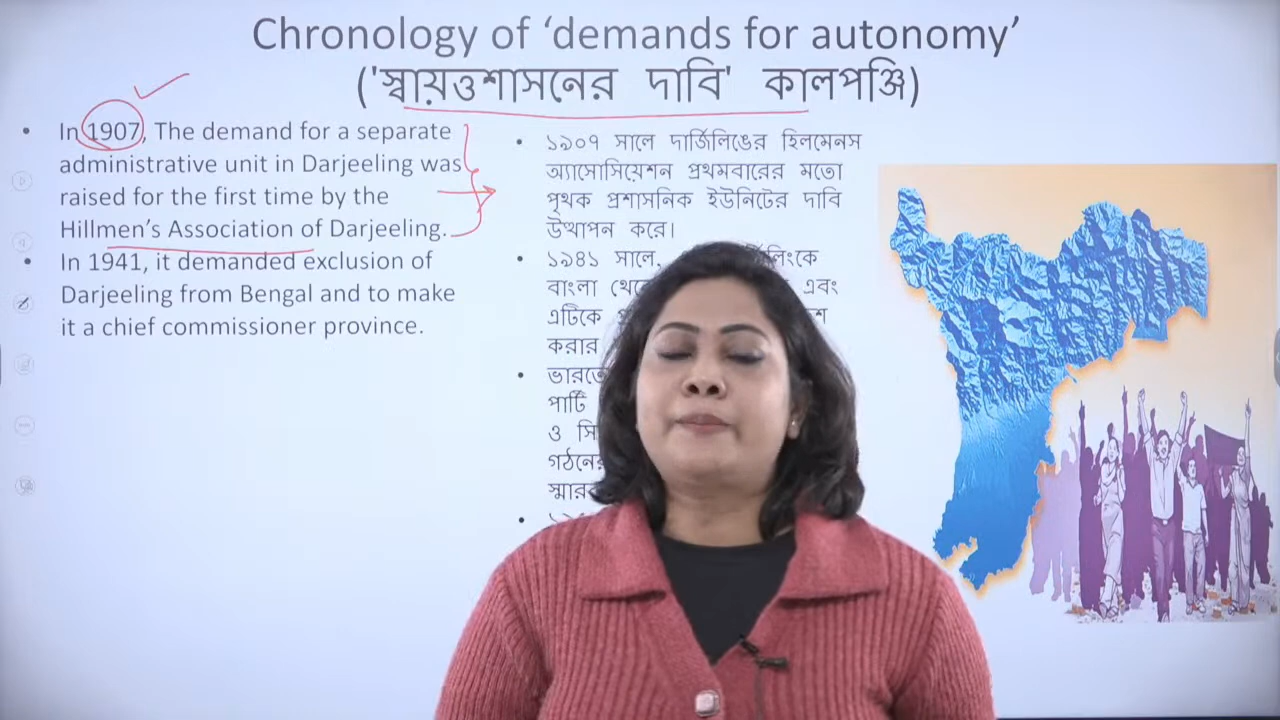 Chronology of ‘demands for autonomy’
('স্বায়ত্তশাসনের দাবি' কালপঞ্জি)
• In 1907, The demand for a separate
administrative unit in Darjeeling was
raised for the first time by the
Hillmen’s Association of Darjeeling.
• In 1941, it demanded exclusion of
Darjeeling from Bengal and to make
it a chief commissioner province.
• ১৯০৭ সালে দার্জিলিঙের হিলমেনস
অ্যাসোসিয়েশন প্রথমবারের মতো
পৃথক প্রশাসনিক ইউনিটের দাবি
উত্থাপন করে।
• ১৯৪১ সালে,
বাংলা এবং
এটিকে
করার
•
পার্টি
ও